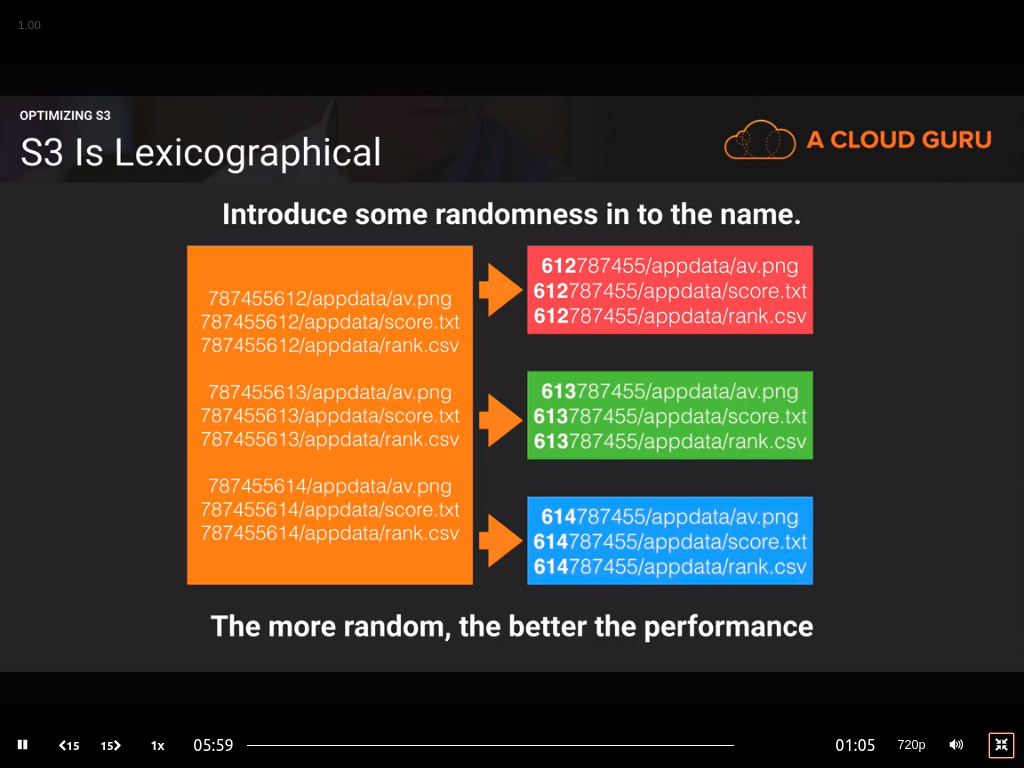 1.00
OPTIMIZING S3
S3 Is Lexicographical
A CLOUD GURU
Introduce some randomness in to the name.
787455612/appdata/av.png
787455612/appdata/score.txt
787455612/appdata/rank.csv
787455613/appdata/av.png
787455613/appdata/score.txt
787455613/appdata/rank.csv
787455614/appdata/av.png
787455614/appdata/score.txt
787455614/appdata/rank.csv
612787455/appdata/av.png
612787455/appdata/score.txt
612787455/appdata/rank.csv
613787455/appdata/av.png
613787455/appdata/score.txt
613787455/appdata/rank.csv
614787455/appdata/av.png
614787455/appdata/score.txt
614787455/appdata/rank.csv
The more random, the better the performance
15 15 1x 05:59 01:05 720p